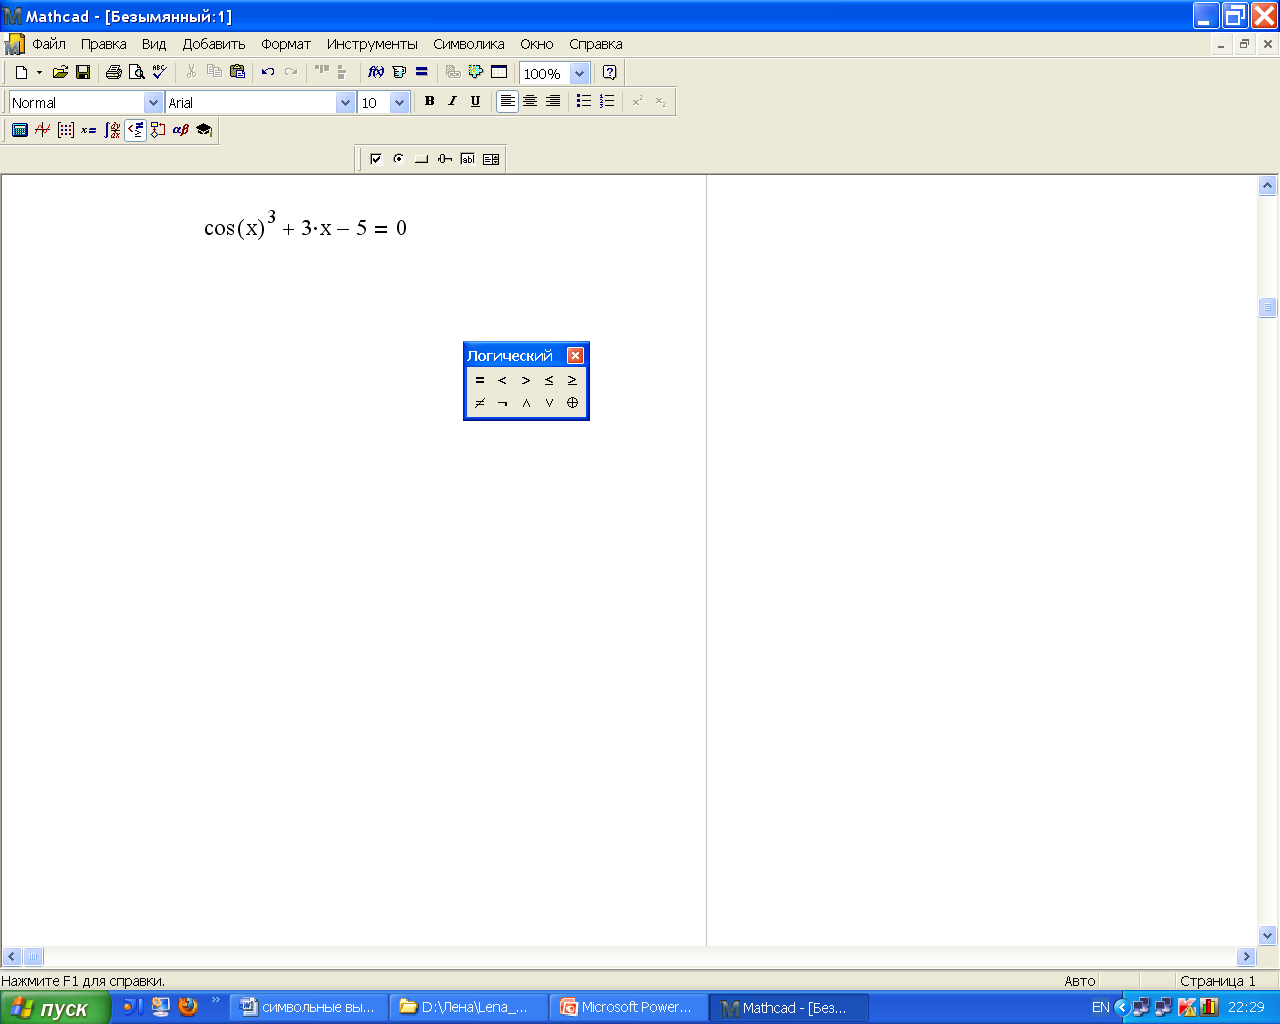 Mathcad - [Безымянный:1]
Файл Правка Вид Добавить Формат Инструменты Символика Окно Справка
100%
Normal Arial 10 B I U
cos(x)³ + 3·x − 5 = 0
Логический
= < > ≤ ≥
≠ ¬ ∧ ∨ ⊕
Нажмите F1 для справки. Авто Страница 1
пуск символьные вы... D:\Лена\Lena_... Microsoft Power... Mathcad - [Без... EN 22:29